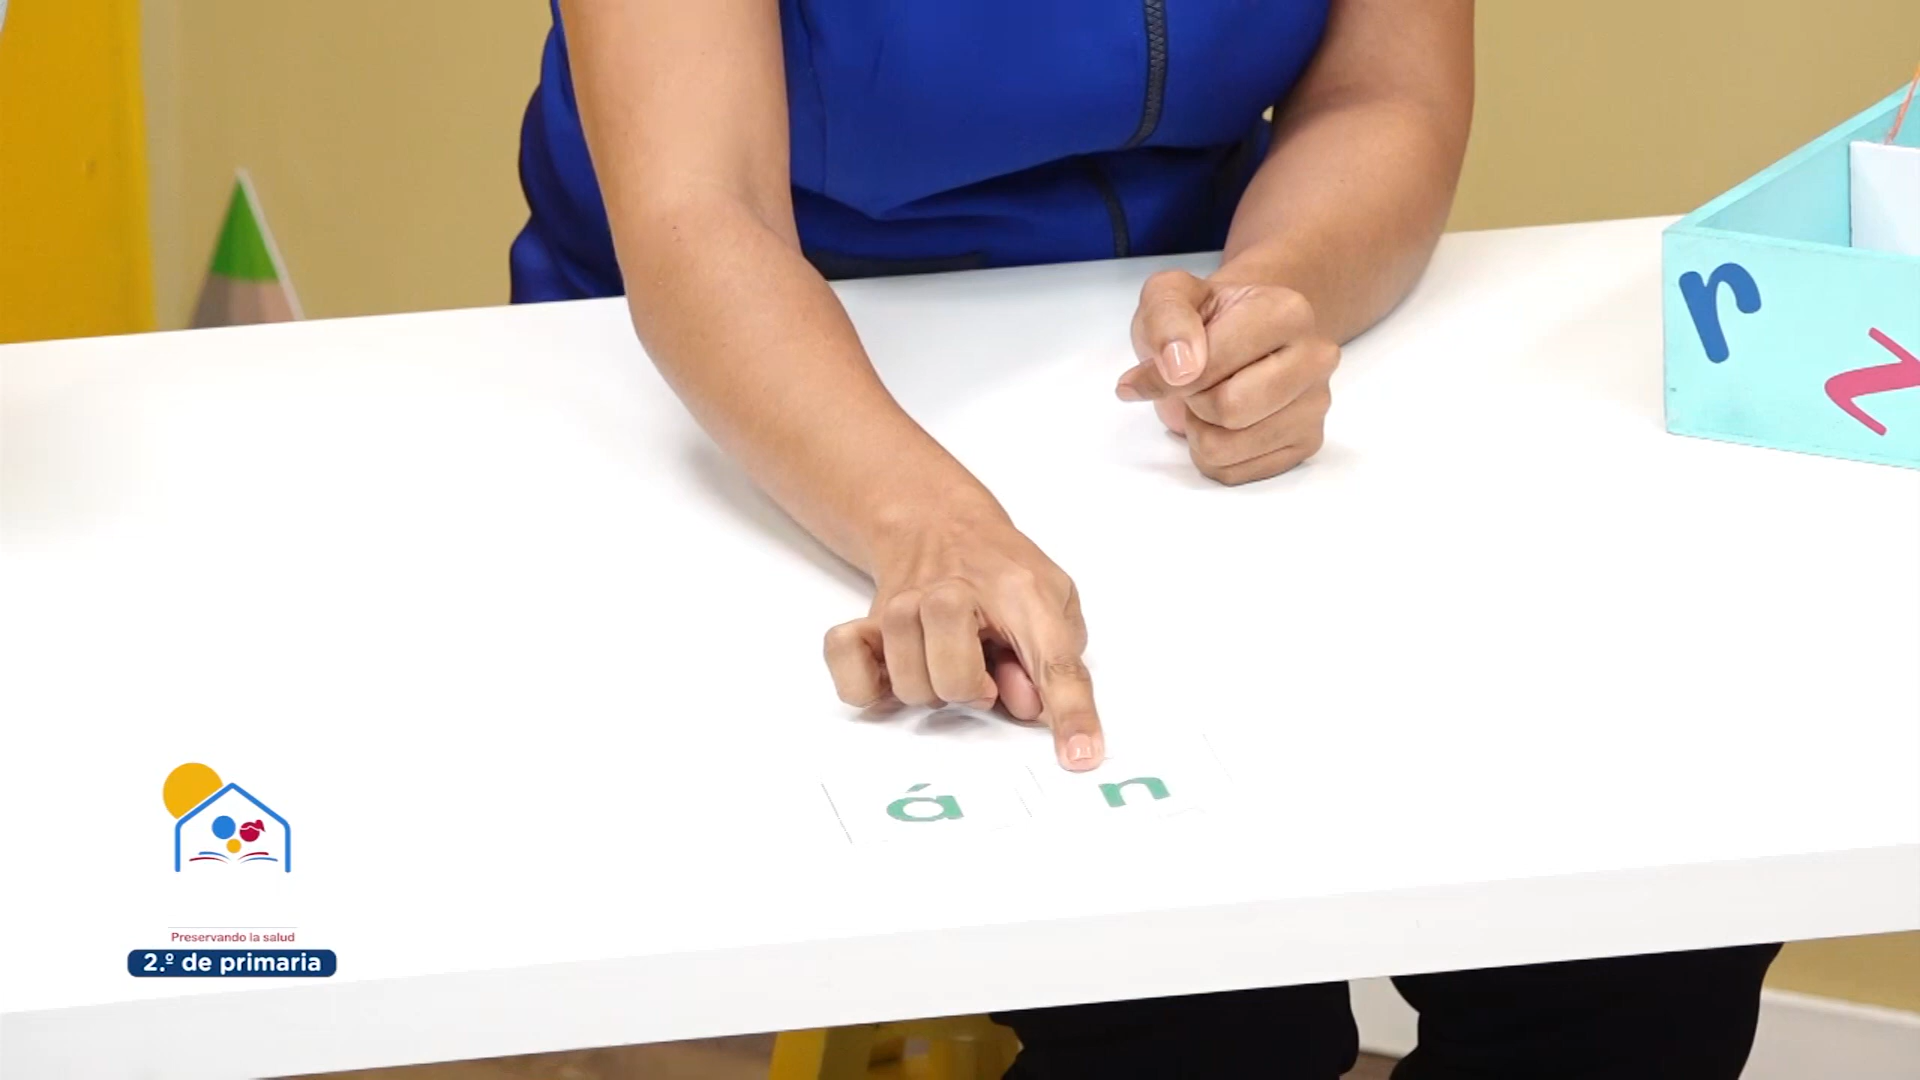 r
á n
Preservando la salud
2.º de primaria